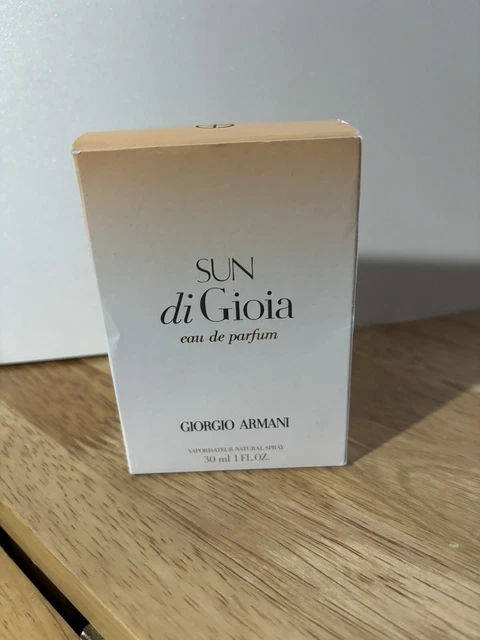 SUN
di Gioia
eau de parfum
GIORGIO ARMANI
VAPORISATEUR NATURAL SPRAY
30 ml 1 FL.OZ.